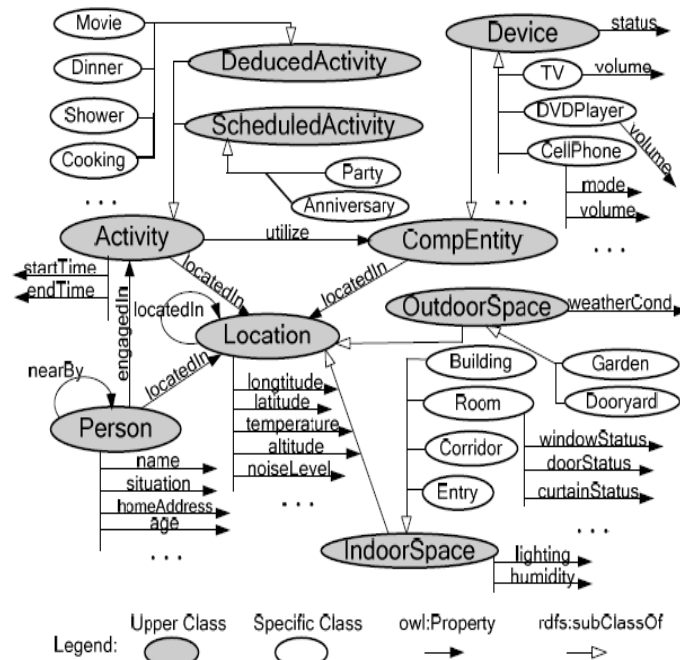 Movie
Device
status
DeducedActivity
Dinner
TV
volume
Shower
DVDPlayer
ScheduledActivity
Cooking
CellPhone
volume
Party
mode
. . .
Anniversary
volume
. . .
. . .
Activity
utilize
CompEntity
startTime
endTime
engagedIn
locatedIn
locatedIn
locatedIn
OutdoorSpace
weatherCond
Location
nearBy
locatedIn
Building
Garden
longtitude
Room
Dooryard
latitude
Person
temperature
windowStatus
name
altitude
Corridor
doorStatus
situation
noiseLevel
curtainStatus
homeAddress
Entry
age
. . .
. . .
. . .
IndoorSpace
lighting
humidity
Upper Class
Specific Class
owl:Property
rdfs:subClassOf
Legend: